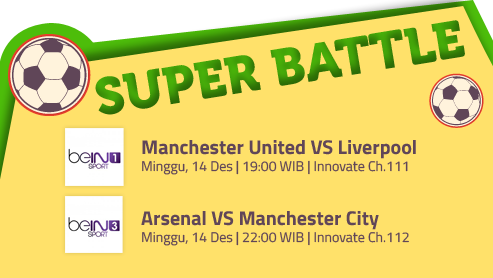 SUPER BATTLE
beIN 1
SPORT
Manchester United VS Liverpool
Minggu, 14 Des | 19:00 WIB | Innovate Ch.111
beIN 3
SPORT
Arsenal VS Manchester City
Minggu, 14 Des | 22:00 WIB | Innovate Ch.112